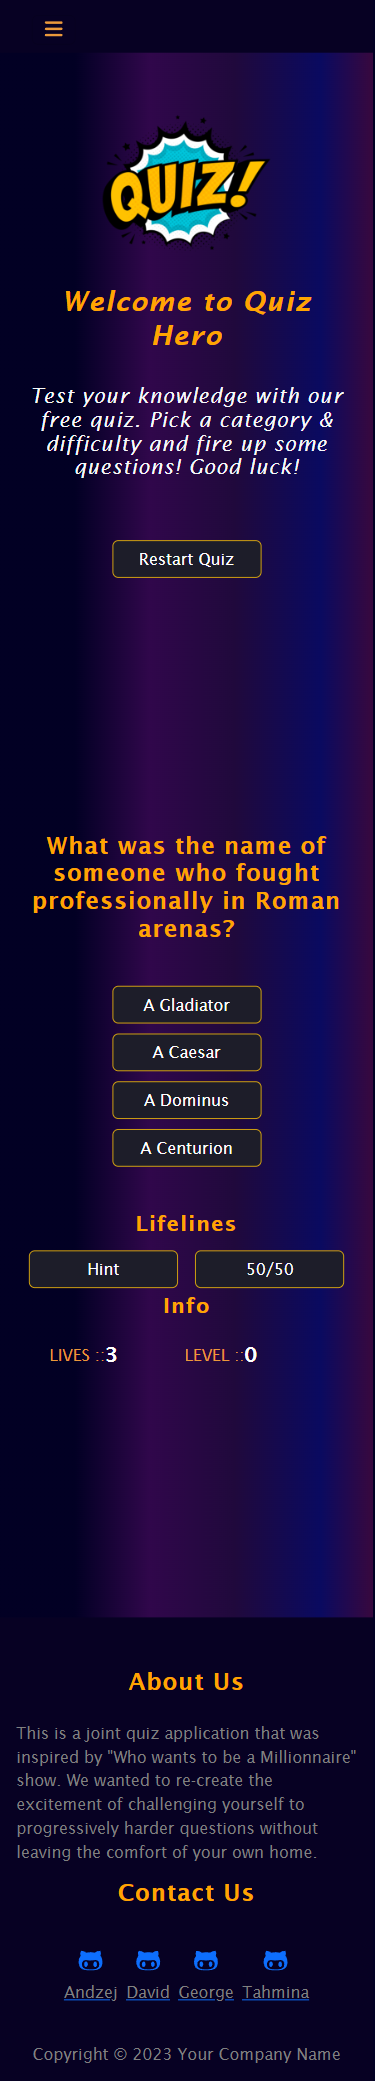 QUIZ!
Welcome to Quiz
Hero
Test your knowledge with our
free quiz. Pick a category &
difficulty and fire up some
questions! Good luck!
Restart Quiz
What was the name of
someone who fought
professionally in Roman
arenas?
A Gladiator
A Caesar
A Dominus
A Centurion
Lifelines
Hint 50/50
Info
LIVES ::3 LEVEL ::0
About Us
This is a joint quiz application that was
inspired by "Who wants to be a Millionnaire"
show. We wanted to re-create the
excitement of challenging yourself to
progressively harder questions without
leaving the comfort of your own home.
Contact Us
Andzej David George Tahmina
Copyright © 2023 Your Company Name